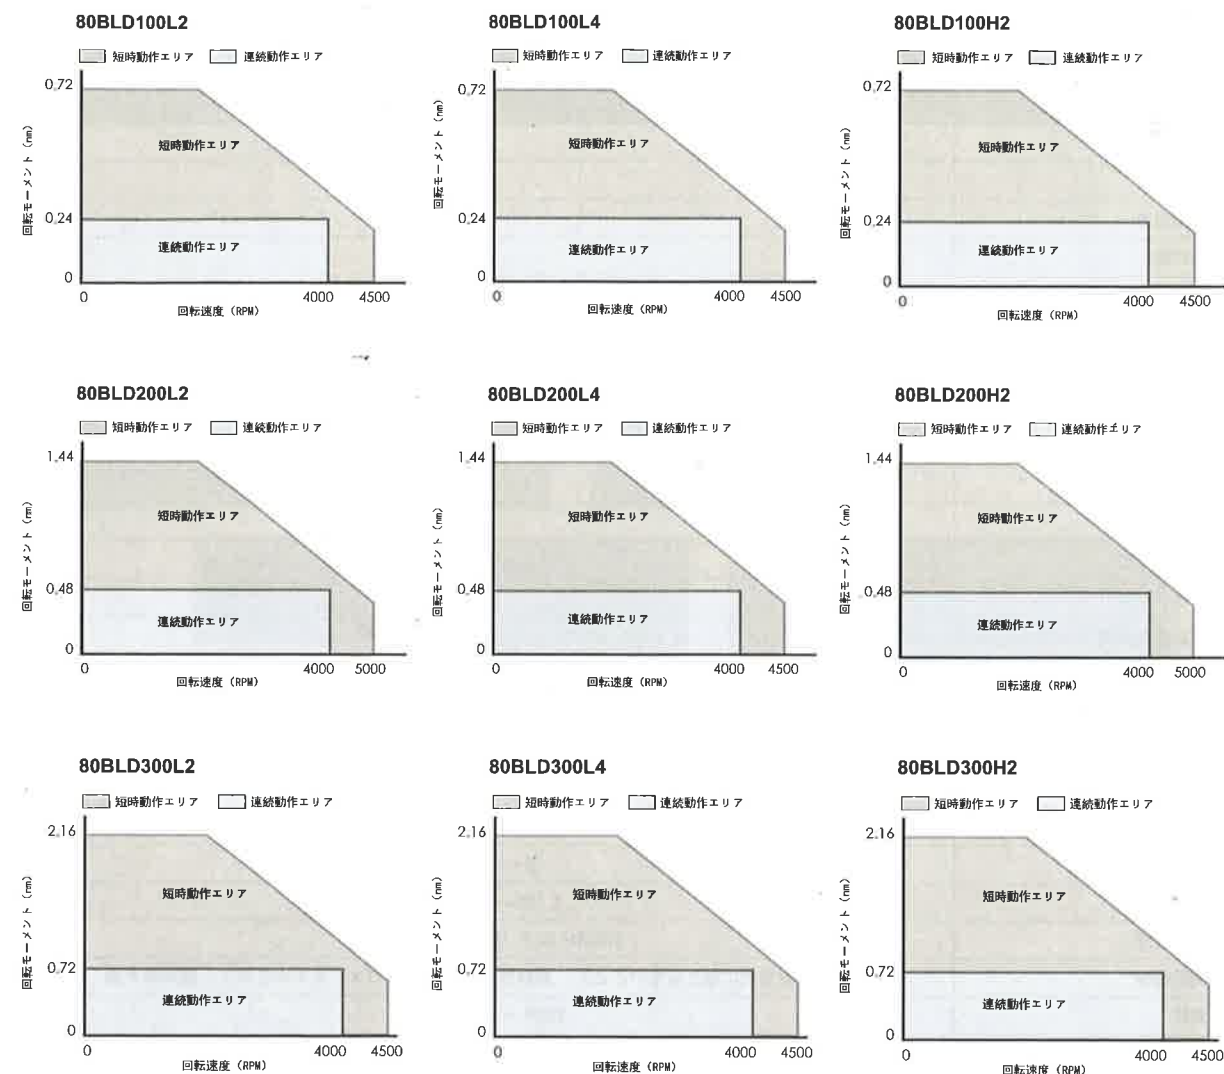 80BLD100L2
短時動作エリア 連続動作エリア
回転モーメント (nm)
0.72
短時動作エリア
0.24
連続動作エリア
0
0 4000 4500
回転速度 (RPM)
80BLD100L4
短時動作エリア 連続動作エリア
回転モーメント (nm)
0.72
短時動作エリア
0.24
連続動作エリア
0
0 4000 4500
回転速度 (RPM)
80BLD100H2
短時動作エリア 連続動作エリア
回転モーメント (nm)
0.72
短時動作エリア
0.24
連続動作エリア
0
0 4000 4500
回転速度 (RPM)
80BLD200L2
短時動作エリア 連続動作エリア
回転モーメント (nm)
1.44
短時動作エリア
0.48
連続動作エリア
0
0 4000 5000
回転速度 (RPM)
80BLD200L4
短時動作エリア 連続動作エリア
回転モーメント (nm)
1.44
短時動作エリア
0.48
連続動作エリア
0
0 4000 4500
回転速度 (RPM)
80BLD200H2
短時動作エリア 連続動作エリア
回転モーメント (nm)
1.44
短時動作エリア
0.48
連続動作エリア
0
0 4000 5000
回転速度 (RPM)
80BLD300L2
短時動作エリア 連続動作エリア
回転モーメント (nm)
2.16
短時動作エリア
0.72
連続動作エリア
0
0 4000 4500
回転速度 (RPM)
80BLD300L4
短時動作エリア 連続動作エリア
回転モーメント (nm)
2.16
短時動作エリア
0.72
連続動作エリア
0
0 4000 4500
回転速度 (RPM)
80BLD300H2
短時動作エリア 連続動作エリア
回転モーメント (nm)
2.16
短時動作エリア
0.72
連続動作エリア
0
0 4000 4500
回転速度 (RPM)